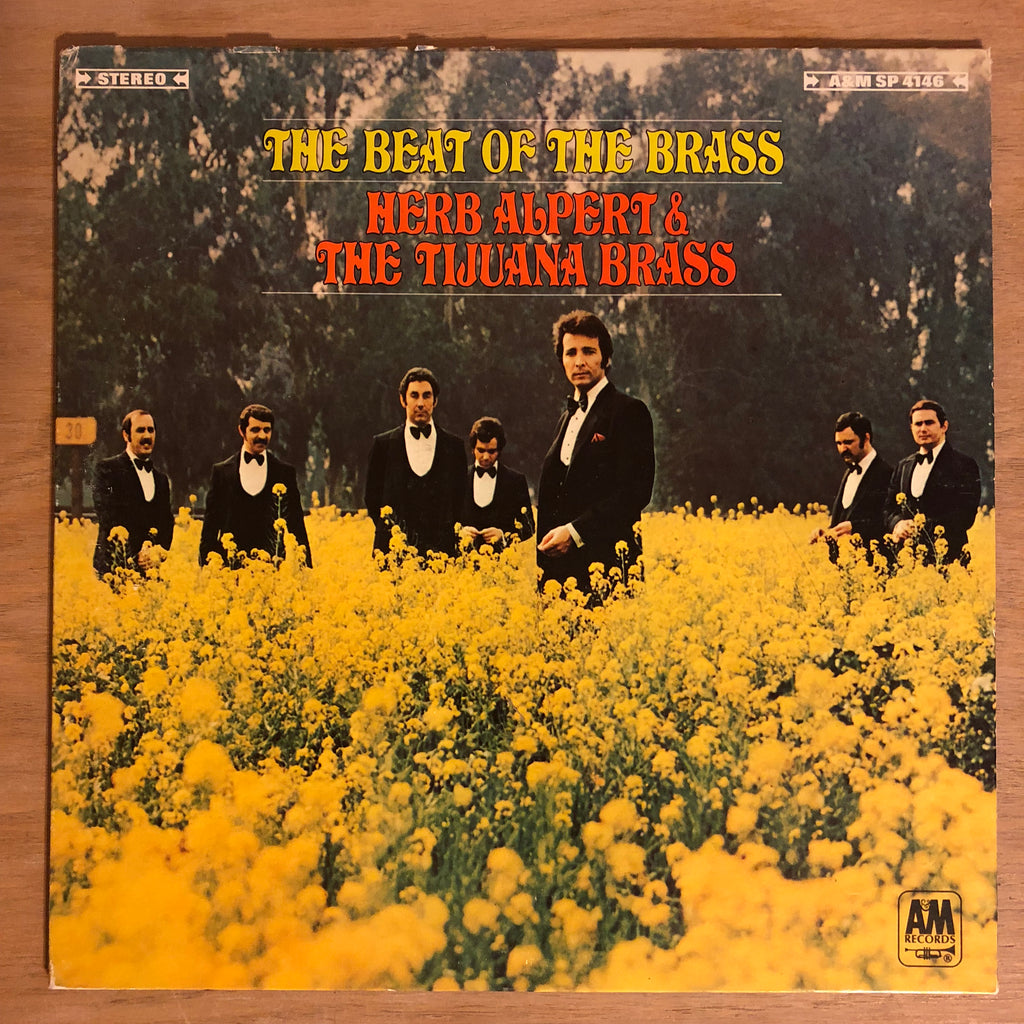 STEREO
A&M SP 4146
THE BEAT OF THE BRASS
HERB ALPERT &
THE TIJUANA BRASS
30
A&M
RECORDS
®